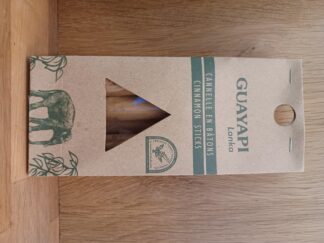 GUAYAPI
Lanka
CANNELLE EN BÂTONS
CINNAMON STICKS